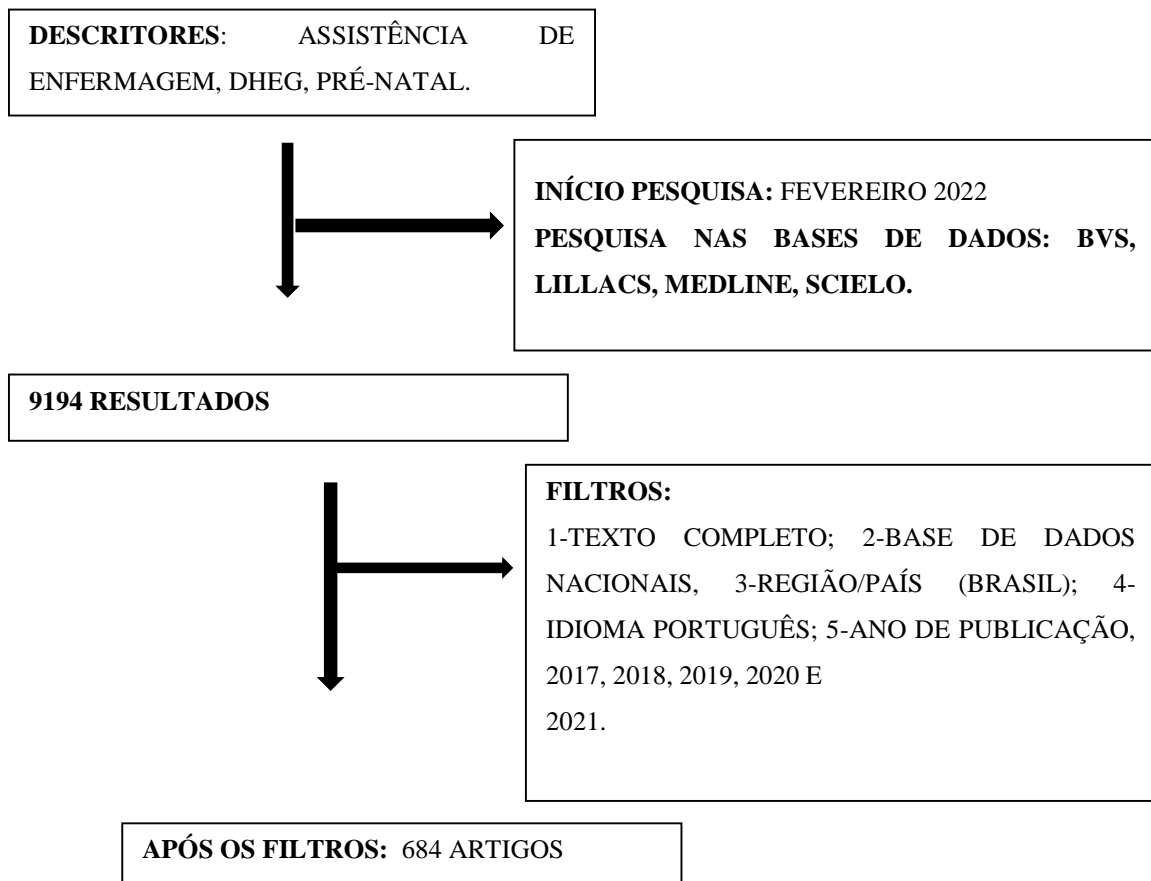 DESCRITORES: ASSISTÊNCIA DE
ENFERMAGEM, DHEG, PRÉ-NATAL.
INÍCIO PESQUISA: FEVEREIRO 2022
PESQUISA NAS BASES DE DADOS: BVS,
LILLACS, MEDLINE, SCIELO.
9194 RESULTADOS
FILTROS:
1-TEXTO COMPLETO; 2-BASE DE DADOS
NACIONAIS, 3-REGIÃO/PAÍS (BRASIL); 4-
IDIOMA PORTUGUÊS; 5-ANO DE PUBLICAÇÃO,
2017, 2018, 2019, 2020 E
2021.
APÓS OS FILTROS: 684 ARTIGOS